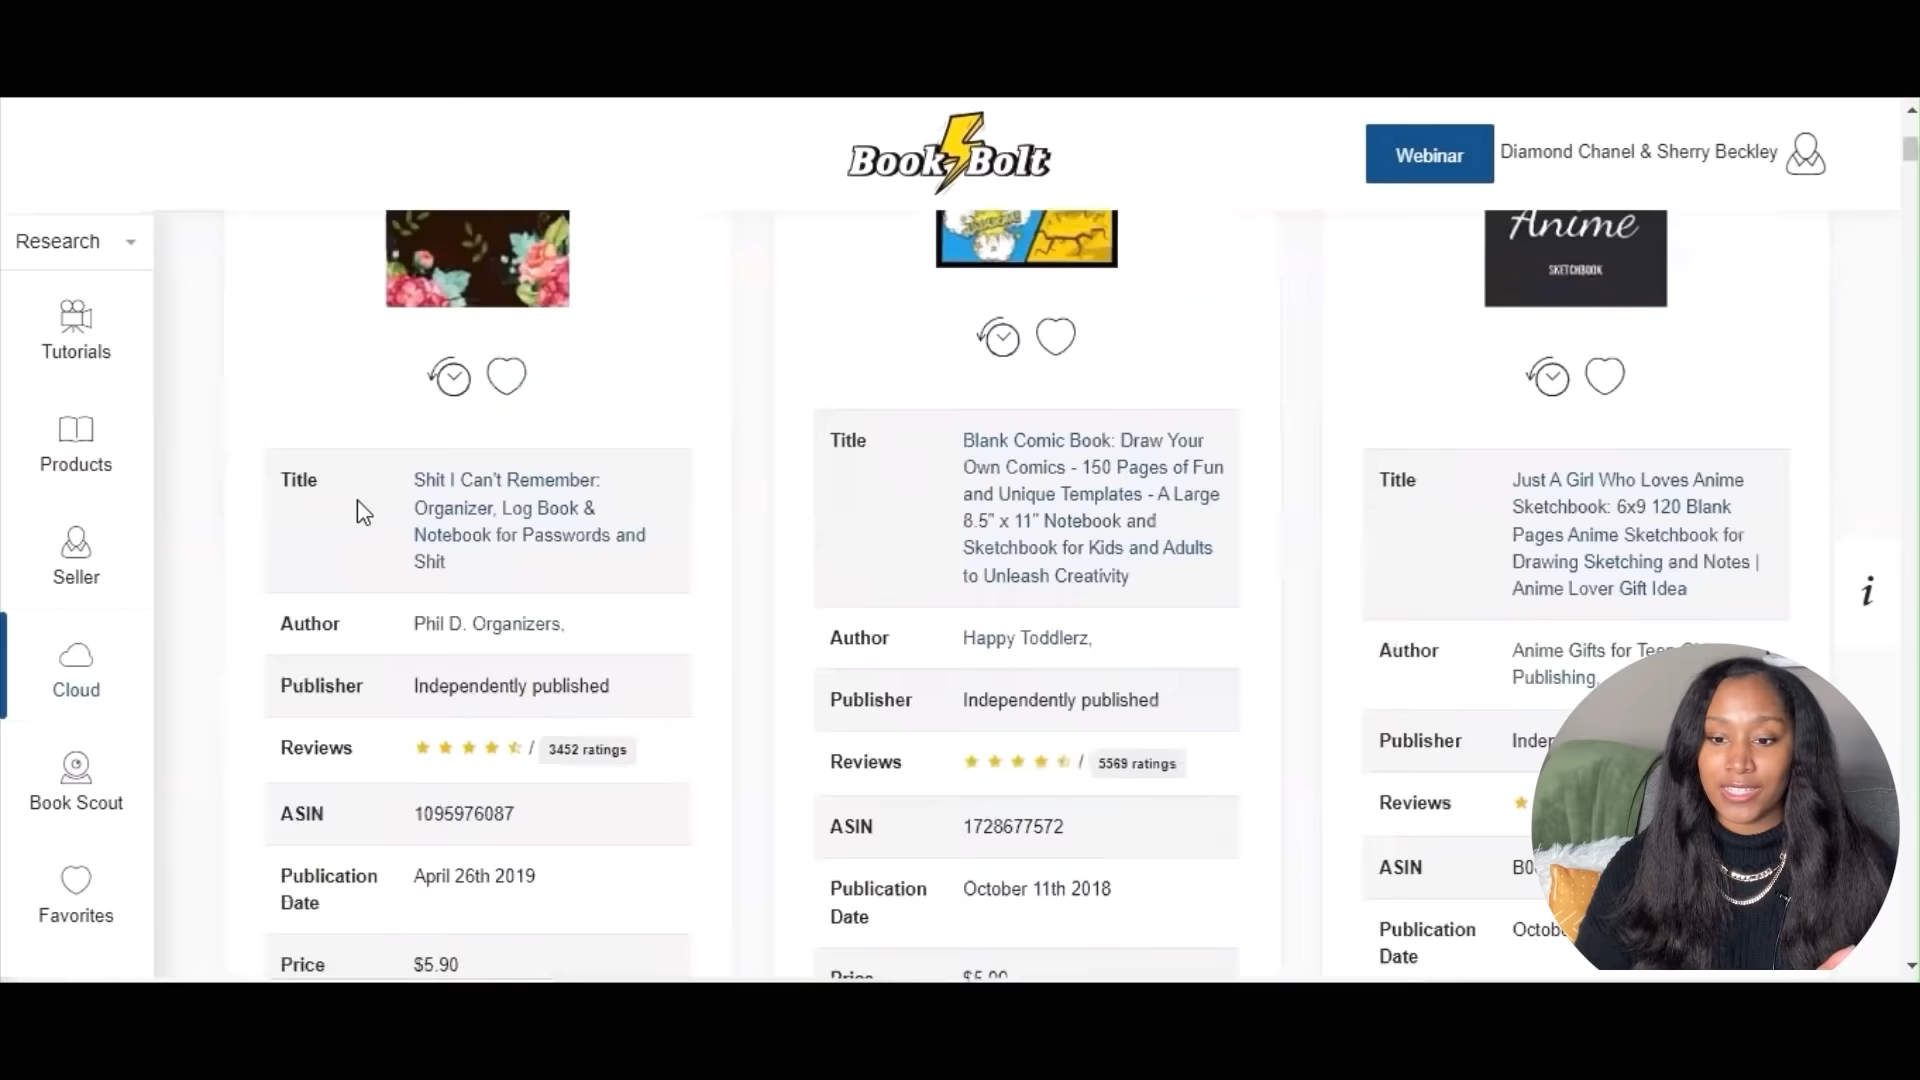 Book Bolt
Webinar
Diamond Chanel & Sherry Beckley
Research
Tutorials
Products
Seller
Cloud
Book Scout
Favorites
Title
Shit I Can't Remember:
Organizer, Log Book &
Notebook for Passwords and
Shit
Author
Phil D. Organizers,
Publisher
Independently published
Reviews
/ 3452 ratings
ASIN
1095976087
Publication
Date
April 26th 2019
Price
$5.90
Title
Blank Comic Book: Draw Your
Own Comics - 150 Pages of Fun
and Unique Templates - A Large
8.5" x 11" Notebook and
Sketchbook for Kids and Adults
to Unleash Creativity
Author
Happy Toddlerz,
Publisher
Independently published
Reviews
/ 5569 ratings
ASIN
1728677572
Publication
Date
October 11th 2018
Price
Anime
SKETCHBOOK
Title
Just A Girl Who Loves Anime
Sketchbook: 6x9 120 Blank
Pages Anime Sketchbook for
Drawing Sketching and Notes |
Anime Lover Gift Idea
Author
Anime Gifts for
Publishing,
Publisher
Reviews
ASIN
Publication
Date
i